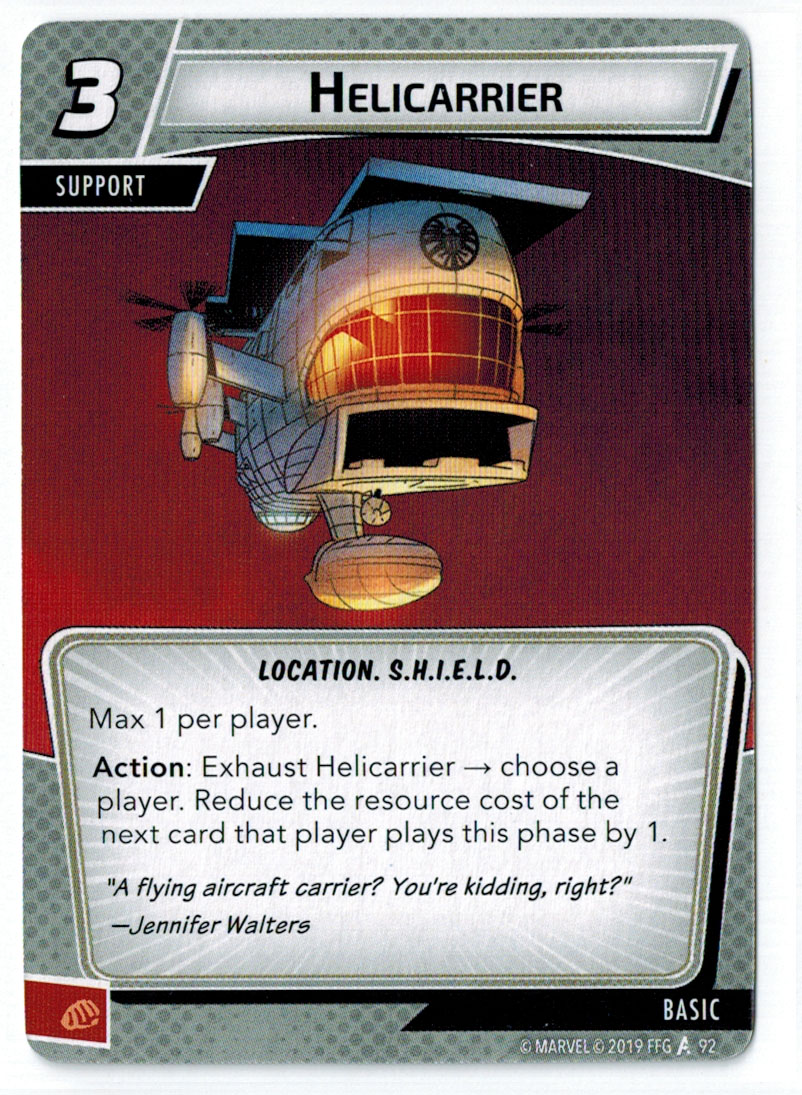 3
HELICARRIER
SUPPORT
LOCATION. S.H.I.E.L.D.
Max 1 per player.
Action: Exhaust Helicarrier → choose a
player. Reduce the resource cost of the
next card that player plays this phase by 1.
"A flying aircraft carrier? You're kidding, right?"
—Jennifer Walters
BASIC
© MARVEL © 2019 FFG 92